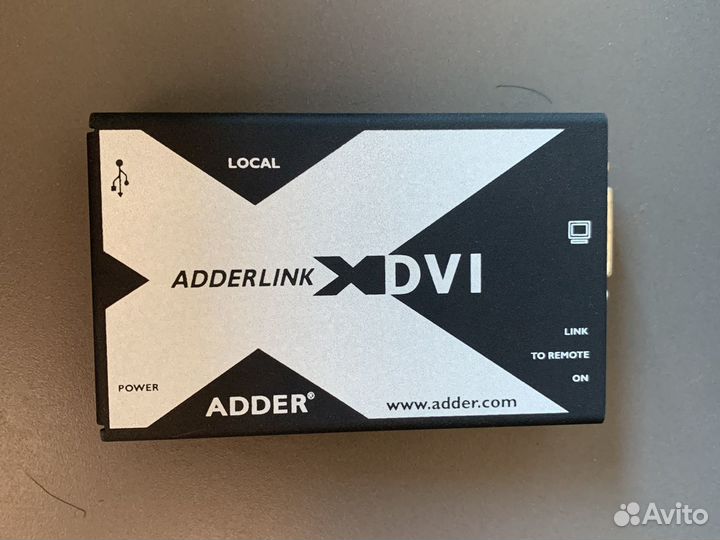 LOCAL
ADDERLINK XDVI
LINK
TO REMOTE
ON
POWER
ADDER®
www.adder.com
Avito